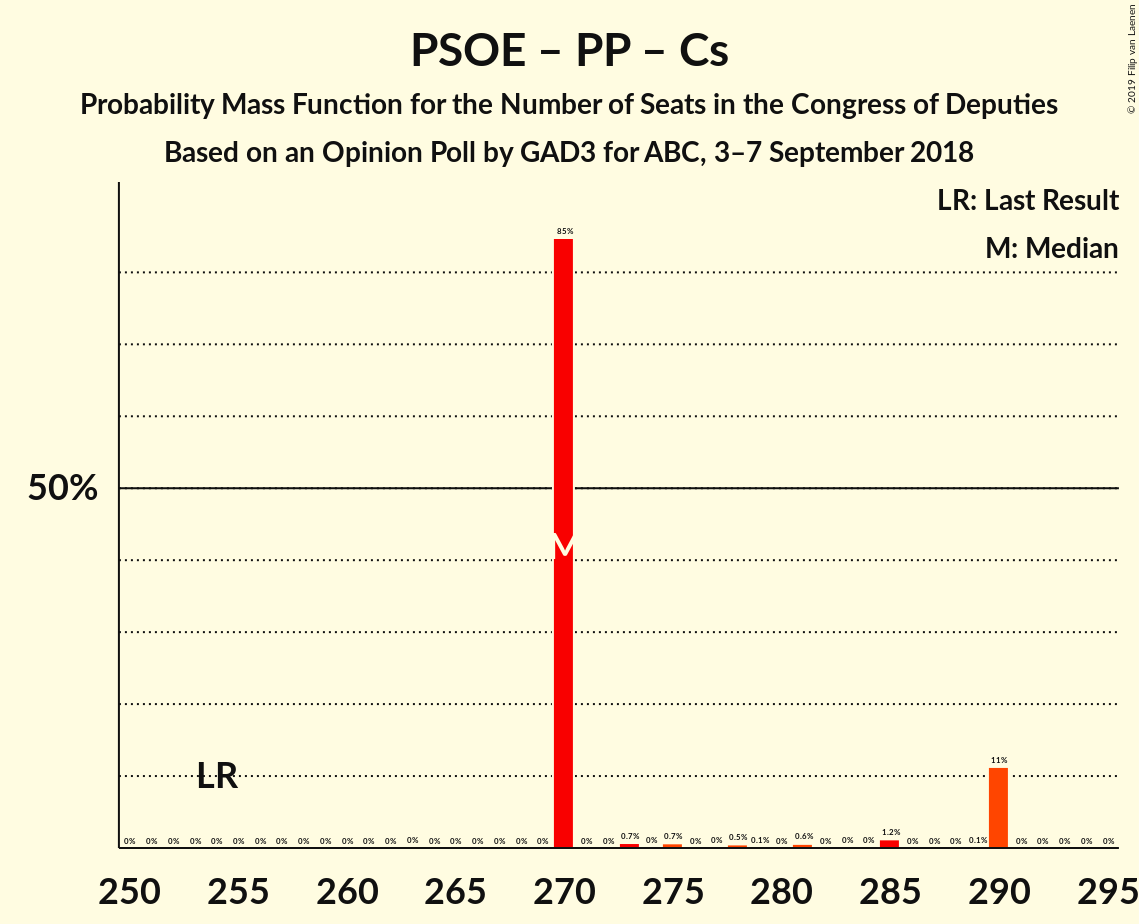 PSOE – PP – Cs
Probability Mass Function for the Number of Seats in the Congress of Deputies
Based on an Opinion Poll by GAD3 for ABC, 3–7 September 2018
© 2019 Filip van Laenen
LR: Last Result
M: Median
85%
50%
M
LR
11%
0% 0% 0% 0% 0% 0% 0% 0% 0% 0% 0% 0% 0% 0% 0% 0% 0% 0% 0% 0% 0% 0% 0.7% 0% 0.7% 0% 0% 0.5% 0.1% 0% 0.6% 0% 0% 0% 1.2% 0% 0% 0% 0.1% 0% 0% 0% 0% 0%
250 255 260 265 270 275 280 285 290 295